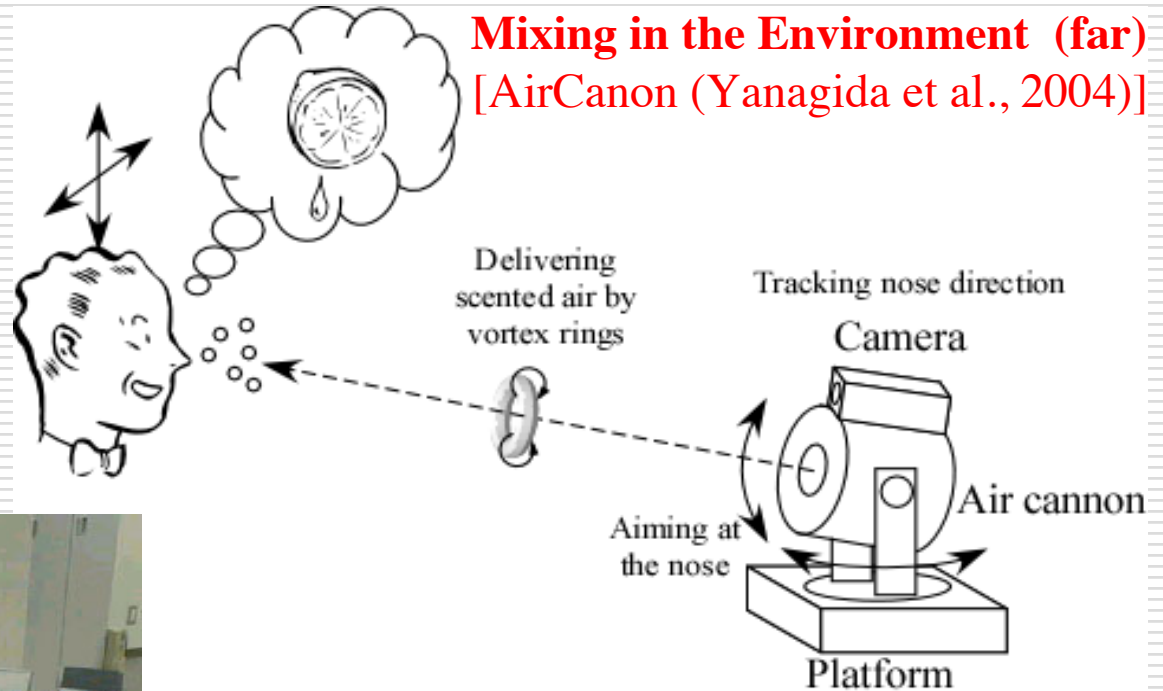 Mixing in the Environment (far)
[AirCanon (Yanagida et al., 2004)]
Delivering
scented air by
vortex rings
Tracking nose direction
Camera
Air cannon
Aiming at
the nose
Platform